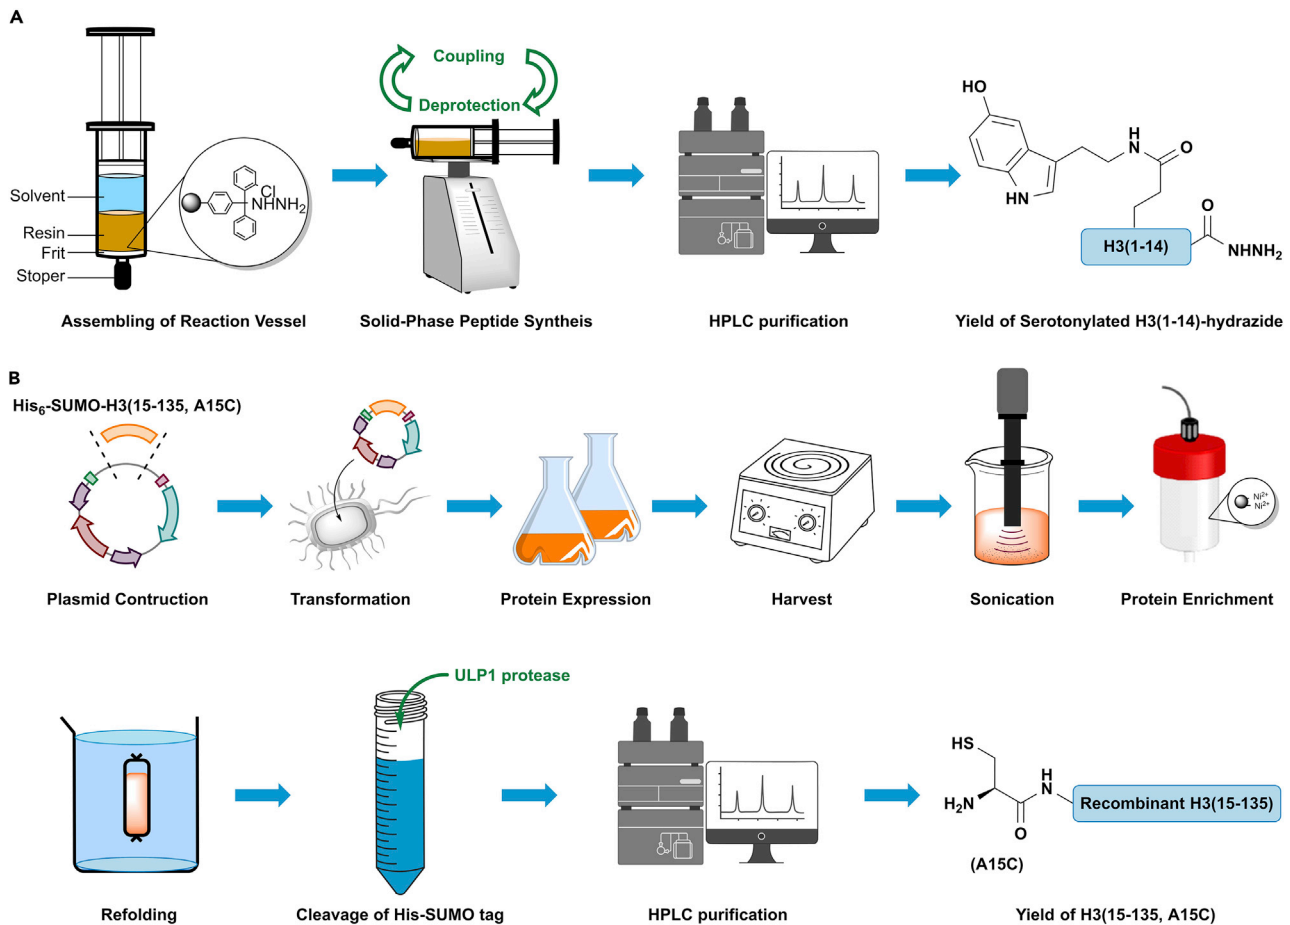 A
Coupling
Deprotection
Solvent
Resin
Frit
Stoper
Cl
NHNH2
HO
HN
H
N
O
H3(1-14)
O
NHNH2
Assembling of Reaction Vessel
Solid-Phase Peptide Syntheis
HPLC purification
Yield of Serotonylated H3(1-14)-hydrazide
B
His6-SUMO-H3(15-135, A15C)
Ni2+
Ni2+
Plasmid Contruction
Transformation
Protein Expression
Harvest
Sonication
Protein Enrichment
ULP1 protease
HS
H2N
O
H
N
Recombinant H3(15-135)
(A15C)
Refolding
Cleavage of His-SUMO tag
HPLC purification
Yield of H3(15-135, A15C)